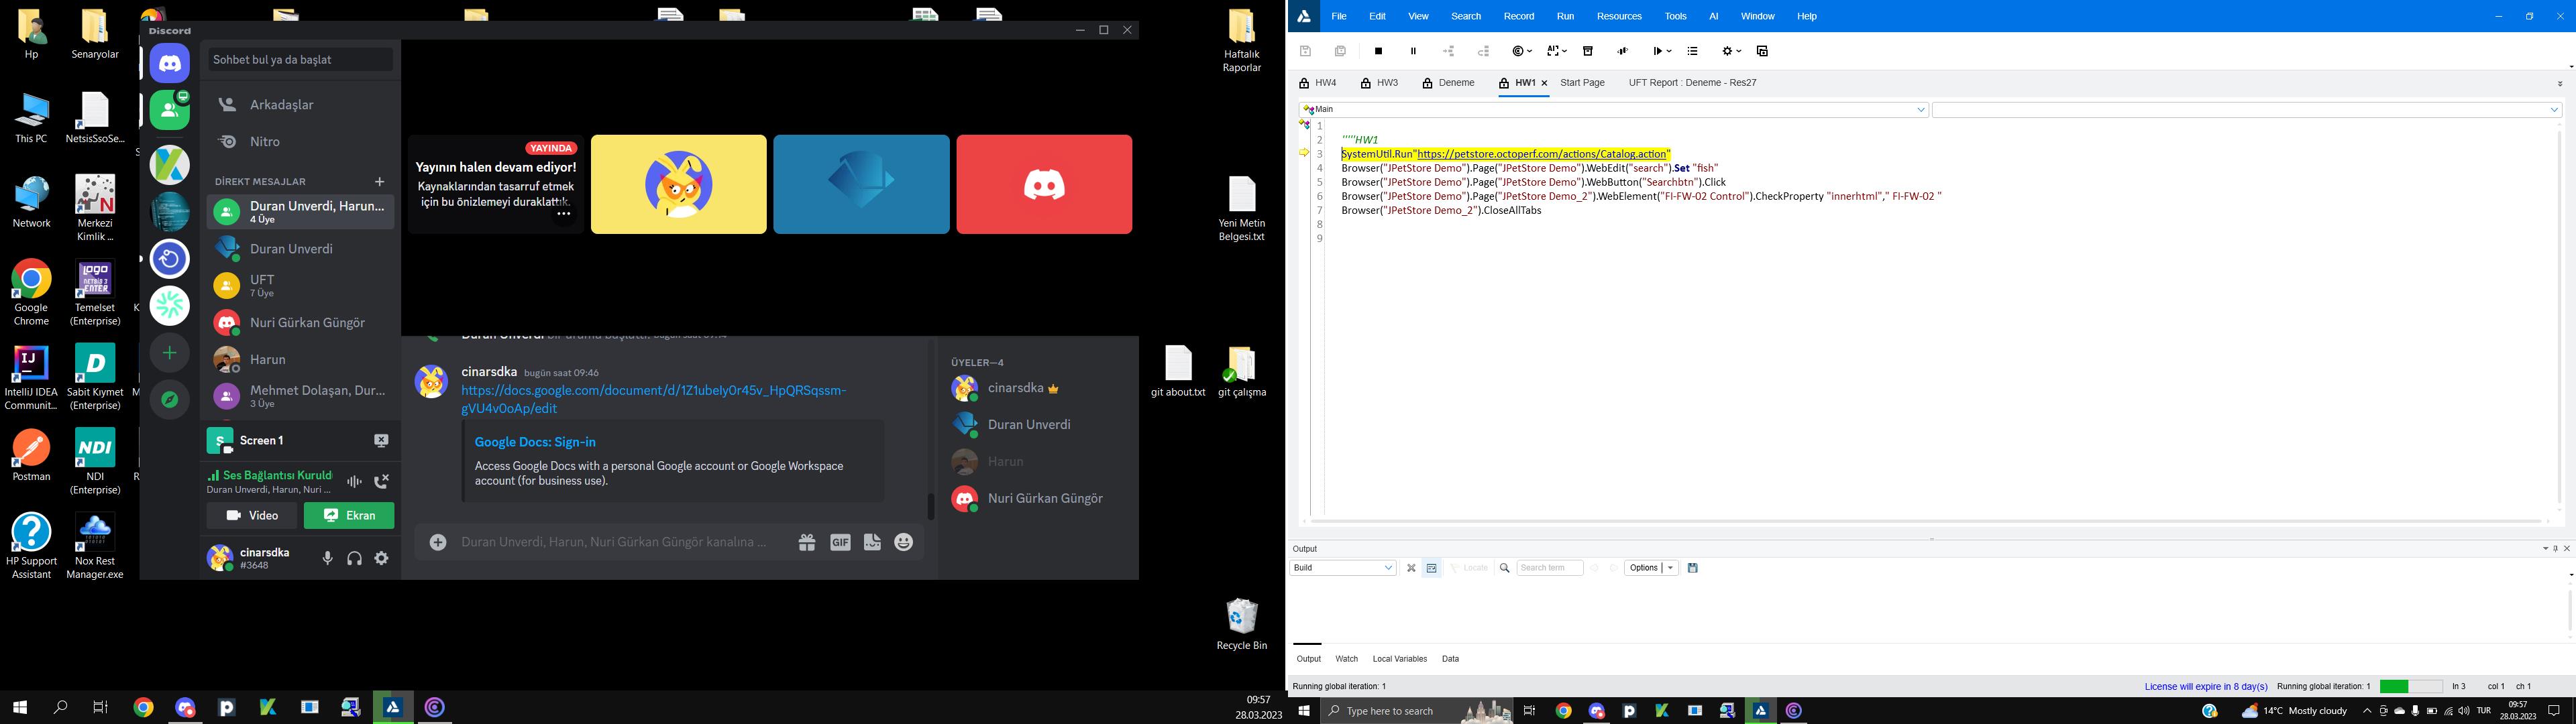 Hp
Senaryolar
This PC
NetsisSsoSe...
Network
Merkezi
Kimlik ...
Google
Chrome
Temelset
(Enterprise)
IntelliJ IDEA
Communit...
Sabit Kıymet
(Enterprise)
Postman
NDI
(Enterprise)
HP Support
Assistant
Nox Rest
Manager.exe
Discord
Sohbet bul ya da başlat
Arkadaşlar
Nitro
DİREKT MESAJLAR
Duran Unverdi, Harun...
4 Üye
Duran Unverdi
UFT
7 Üye
Nuri Gürkan Güngör
Harun
Mehmet Dolaşan, Dur...
3 Üye
Screen 1
Ses Bağlantısı Kuruld
Duran Unverdi, Harun, Nuri ...
Video
Ekran
cinarsdka
#3648
YAYINDA
Yayının halen devam ediyor!
Kaynaklarından tasarruf etmek
için bu önizlemeyi duraklattık.
cinarsdka bugün saat 09:46
https://docs.google.com/document/d/1Z1ubeIy0r45v_HpQRSqssm-
gVU4v0oAp/edit
Google Docs: Sign-in
Access Google Docs with a personal Google account or Google Workspace
account (for business use).
Duran Unverdi, Harun, Nuri Gürkan Güngör kanalına ...
GIF
ÜYELER—4
cinarsdka
Duran Unverdi
Harun
Nuri Gürkan Güngör
Haftalık
Raporlar
Yeni Metin
Belgesi.txt
git about.txt
git çalışma
Recycle Bin
09:57
28.03.2023
File Edit View Search Record Run Resources Tools AI Window Help
HW4 HW3 Deneme HW1 Start Page UFT Report : Deneme - Res27
Main
1
2 '''''HW1
3 SystemUtil.Run"https://petstore.octoperf.com/actions/Catalog.action"
4 Browser("JPetStore Demo").Page("JPetStore Demo").WebEdit("search").Set "fish"
5 Browser("JPetStore Demo").Page("JPetStore Demo").WebButton("Searchbtn").Click
6 Browser("JPetStore Demo").Page("JPetStore Demo_2").WebElement("FI-FW-02 Control").CheckProperty "innerhtml"," FI-FW-02 "
7 Browser("JPetStore Demo_2").CloseAllTabs
8
9
Output
Build
Locate
Search term
Options
Output Watch Local Variables Data
Running global iteration: 1
License will expire in 8 day(s) Running global iteration: 1 ln 3 col 1 ch 1
Type here to search
14°C Mostly cloudy
TUR
09:57
28.03.2023